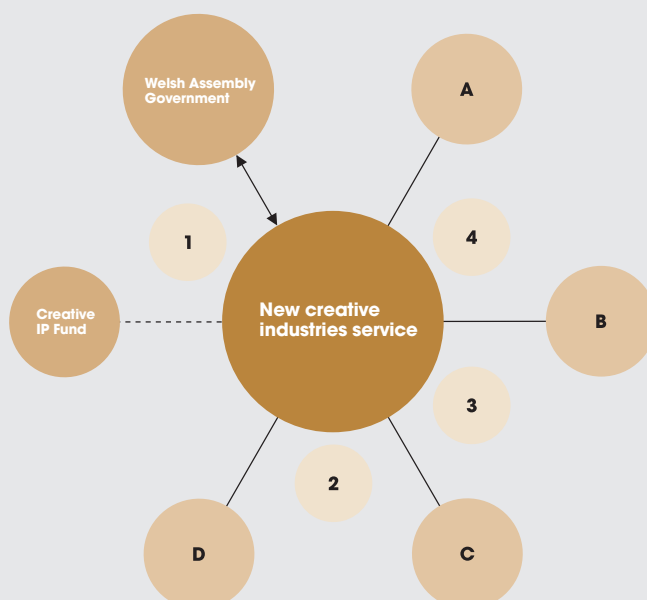 Welsh Assembly
Government
A
1
4
Creative
IP Fund
New creative
industries service
B
3
2
D
C